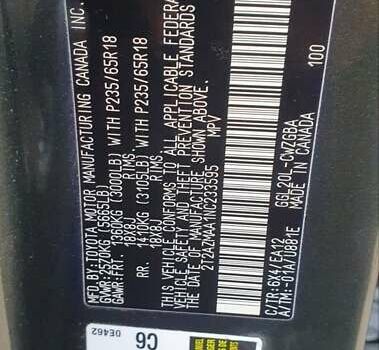 MFD.BY:TOYOTA MOTOR MANUFACTURING CANADA INC.
GVWR:2570KG(5665LB)
GAWR:FRT. 1360KG(3000LB) WITH P235/65R18
18X8J RIMS
RR. 1410KG(3105LB) WITH P235/65R18
18X8J RIMS
THIS VEHICLE CONFORMS TO ALL APPLICABLE FEDERAL
VEHICLE SAFETY AND THEFT PREVENTION STANDARDS
IN EFFECT ON THE DATE OF MANUFACTURE SHOWN ABOVE.
2T2AZMAA1NC233595 MPV
C/TR:6X4/EA12 GGL20L-CWZGBA
A/TM:-01A/U881E MADE IN CANADA
100
C6
0E462